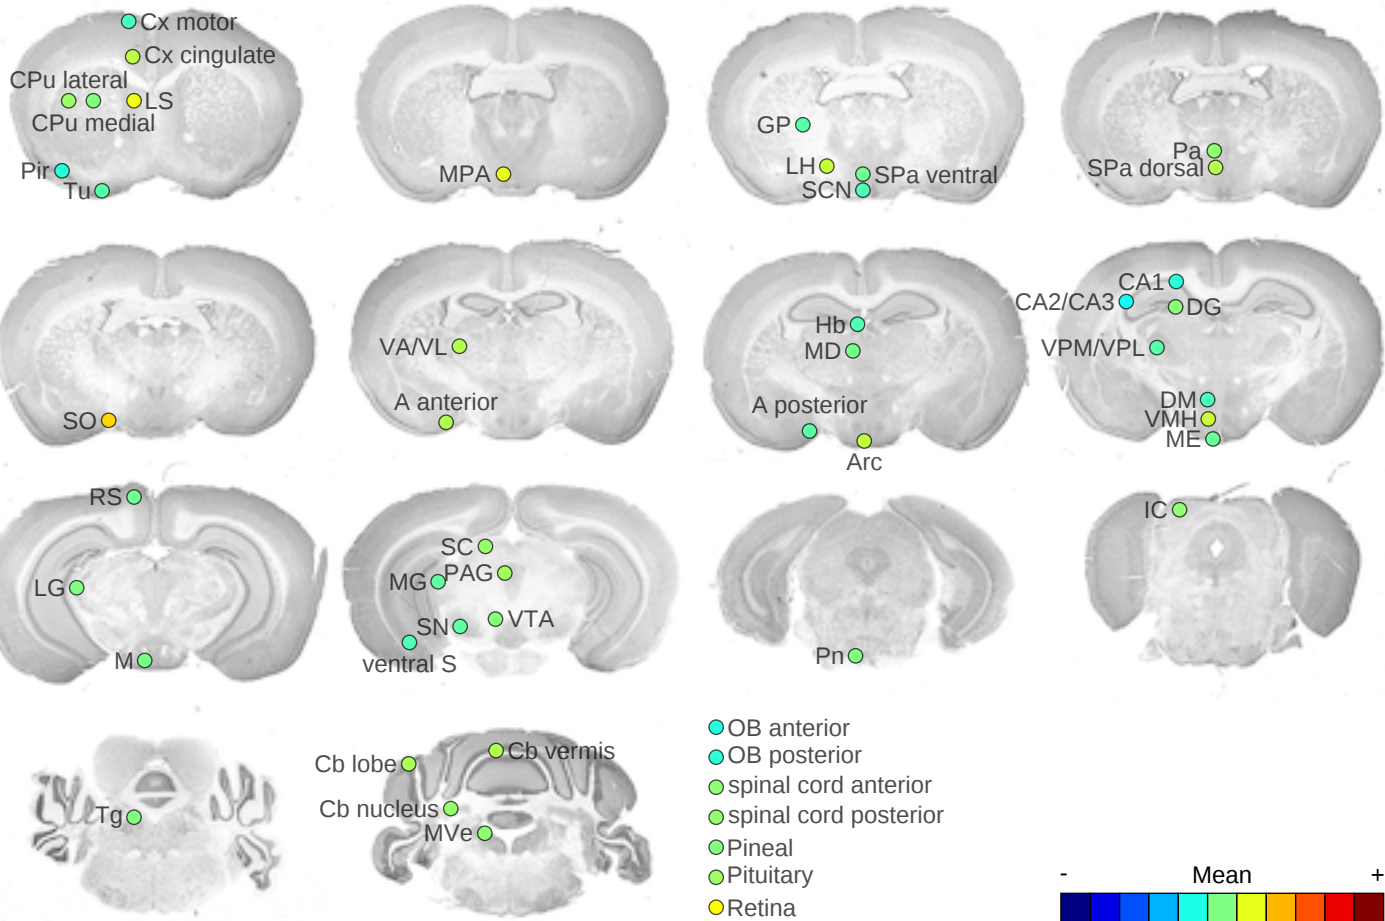 Cx motor
Cx cingulate
CPu lateral
LS
CPu medial
Pir
Tu
MPA
GP
LH
SPa ventral
SCN
Pa
SPa dorsal
SO
VA/VL
A anterior
Hb
MD
A posterior
Arc
CA1
CA2/CA3
DG
VPM/VPL
DM
VMH
ME
RS
LG
M
SC
PAG
MG
VTA
SN
ventral S
Pn
IC
Tg
Cb vermis
Cb lobe
Cb nucleus
MVe
OB anterior
OB posterior
spinal cord anterior
spinal cord posterior
Pineal
Pituitary
Retina
- Mean +